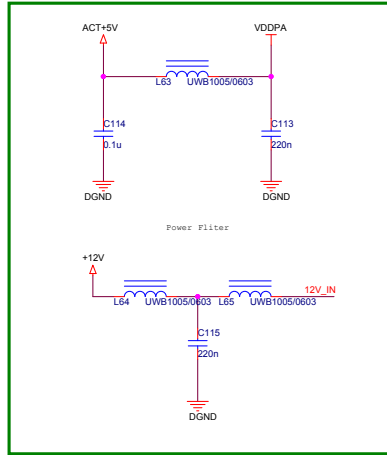 ACT+5V VDDPA
L63 UWB1005/0603
C114 C113
0.1u 220n
DGND DGND
Power Fliter
+12V
12V_IN
L64 UWB1005/0603 L65 UWB1005/0603
C115
220n
DGND